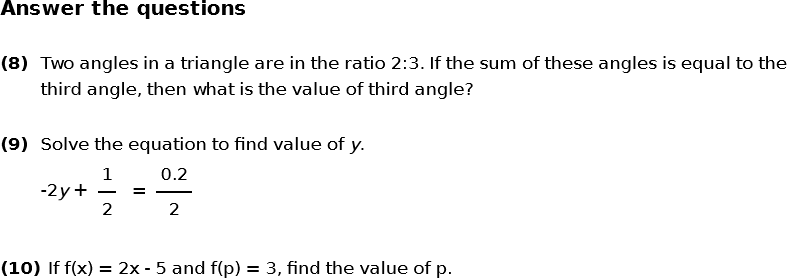 Answer the questions
(8) Two angles in a triangle are in the ratio 2:3. If the sum of these angles is equal to the
third angle, then what is the value of third angle?
(9) Solve the equation to find value of y.
-2y + 1/2 = 0.2/2
(10) If f(x) = 2x - 5 and f(p) = 3, find the value of p.